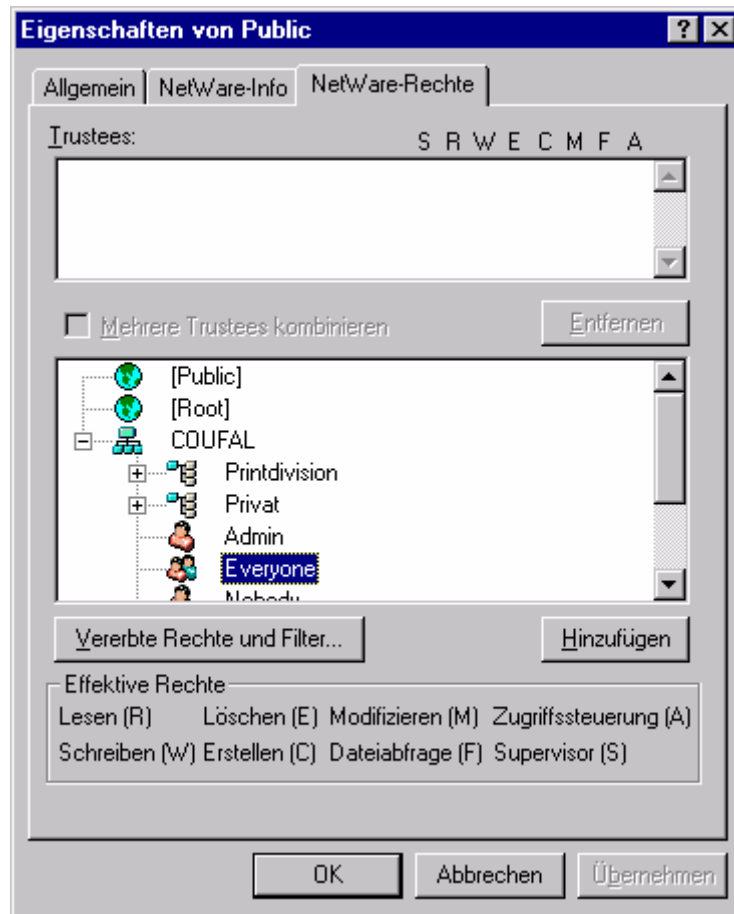 Eigenschaften von Public
Allgemein NetWare-Info NetWare-Rechte
Trustees: S R W E C M F A
Mehrere Trustees kombinieren Entfernen
[Public]
[Root]
COUFAL
Printdivision
Privat
Admin
Everyone
Nobody
Vererbte Rechte und Filter... Hinzufügen
Effektive Rechte
Lesen (R) Löschen (E) Modifizieren (M) Zugriffssteuerung (A)
Schreiben (W) Erstellen (C) Dateiabfrage (F) Supervisor (S)
OK Abbrechen Übernehmen